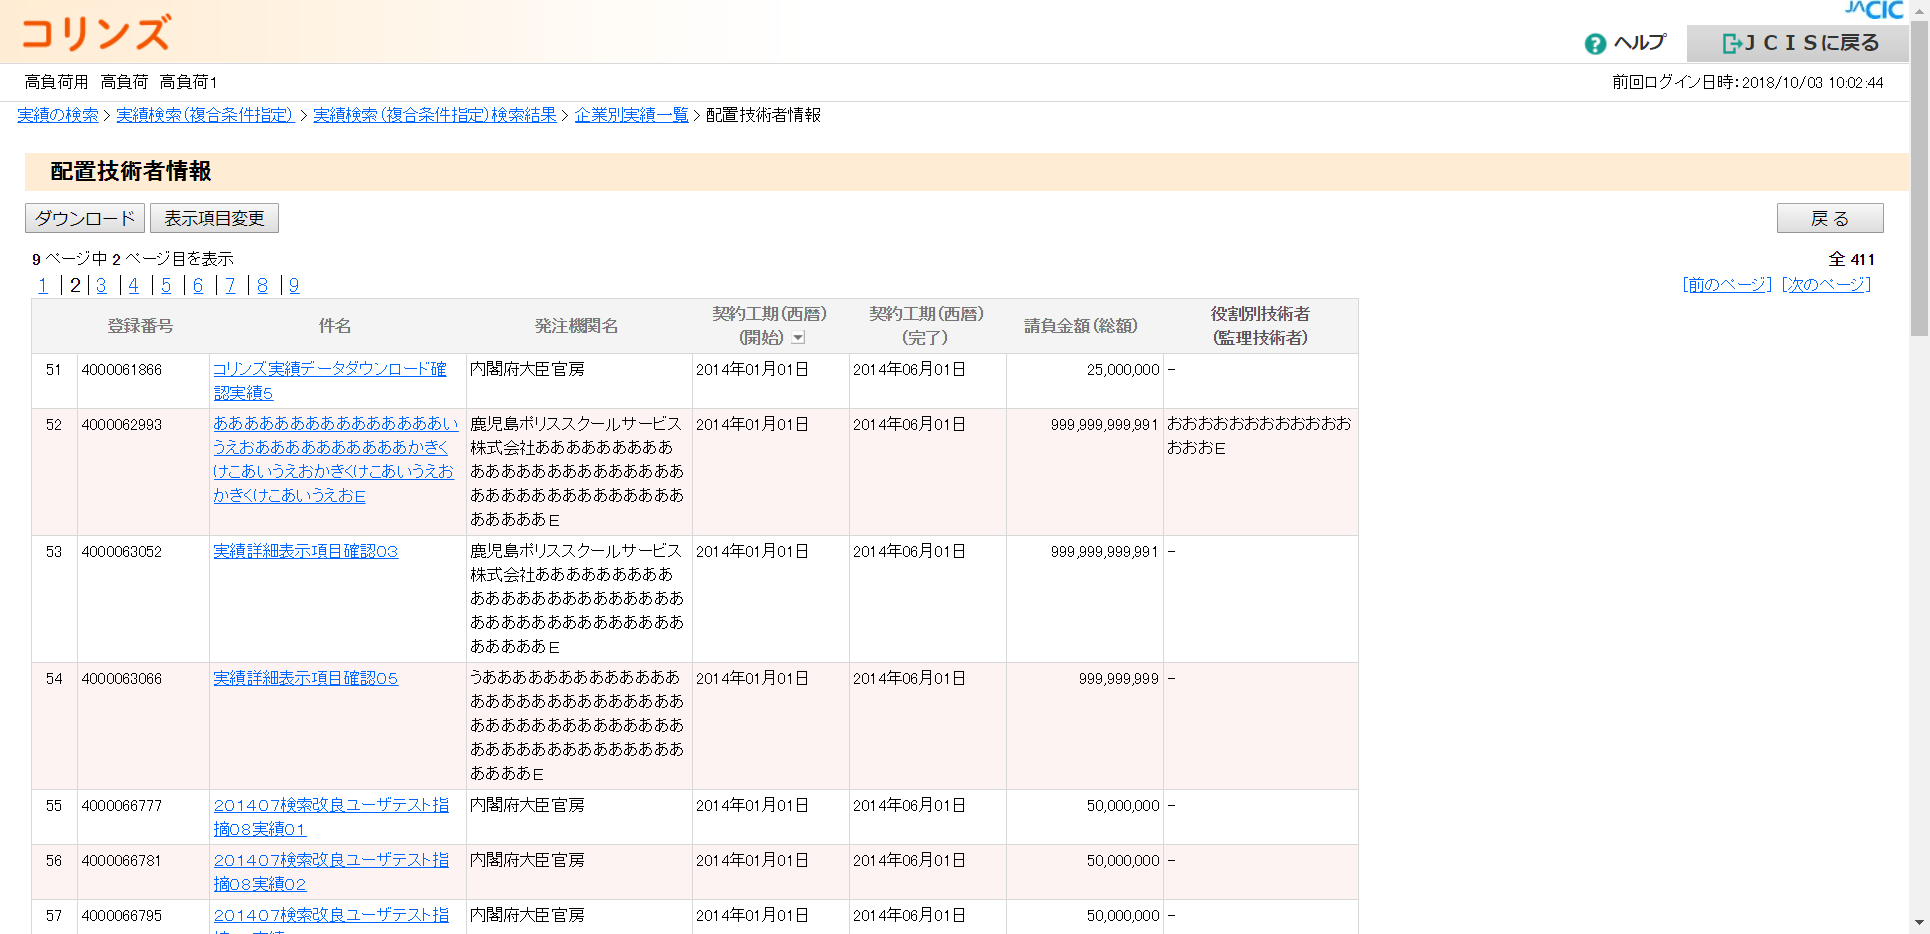 コリンズ
JACIC
ヘルプ
ＪＣＩＳに戻る
高負荷用 高負荷 高負荷1
前回ログイン日時：2018/10/03 10:02:44
実績の検索 > 実績検索（複合条件指定） > 実績検索（複合条件指定）検索結果 > 企業別実績一覧 > 配置技術者情報
配置技術者情報
ダウンロード 表示項目変更
戻 る
9 ページ中 2 ページ目を表示
全 411
1 | 2 | 3 | 4 | 5 | 6 | 7 | 8 | 9
[前のページ] [次のページ]
登録番号 件名 発注機関名 契約工期（西暦）（開始） 契約工期（西暦）（完了） 請負金額（総額） 役割別技術者（監理技術者）
51 4000061866 コリンズ実績データダウンロード確認実績５ 内閣府大臣官房 2014年01月01日 2014年06月01日 25,000,000 −
52 4000062993
ああああああああああああああああい
うえおああああああああああかきく
けこあいうえおかきくけこあいうえお
かきくけこあいうえおＥ
鹿児島ポリススクールサービス
株式会社あああああああああ
ああああああああああああああ
ああああああああああああああ
あああああＥ
2014年01月01日 2014年06月01日 999,999,999,991
おおおおおおおおおおおお
おおおＥ
53 4000063052 実績詳細表示項目確認０３
鹿児島ポリススクールサービス
株式会社あああああああああ
ああああああああああああああ
ああああああああああああああ
あああああＥ
2014年01月01日 2014年06月01日 999,999,999,991 −
54 4000063066 実績詳細表示項目確認０５
うあああああああああああああ
ああああああああああああああ
ああああああああああああああ
ああああああああああああああ
ああああＥ
2014年01月01日 2014年06月01日 999,999,999 −
55 4000066777 ２０１４０７検索改良ユーザテスト指摘０８実績０１ 内閣府大臣官房 2014年01月01日 2014年06月01日 50,000,000 −
56 4000066781 ２０１４０７検索改良ユーザテスト指摘０８実績０２ 内閣府大臣官房 2014年01月01日 2014年06月01日 50,000,000 −
57 4000066795 ２０１４０７検索改良ユーザテスト指 内閣府大臣官房 2014年01月01日 2014年06月01日 50,000,000 −